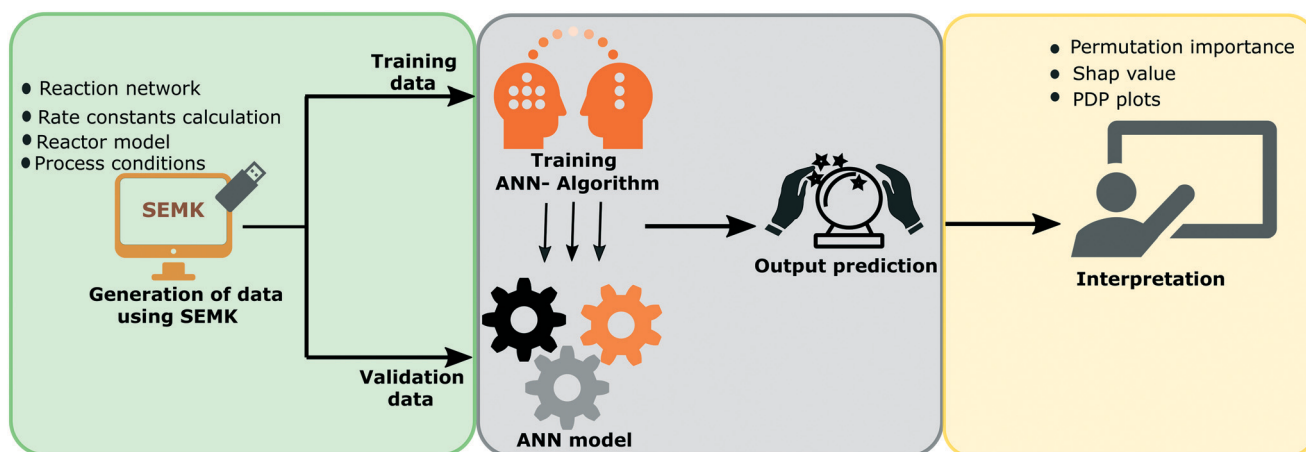 Reaction network
Rate constants calculation
Reactor model
Process conditions
SEMK
Generation of data
using SEMK
Training
data
Validation
data
Training
ANN- Algorithm
ANN model
Output prediction
Permutation importance
Shap value
PDP plots
Interpretation